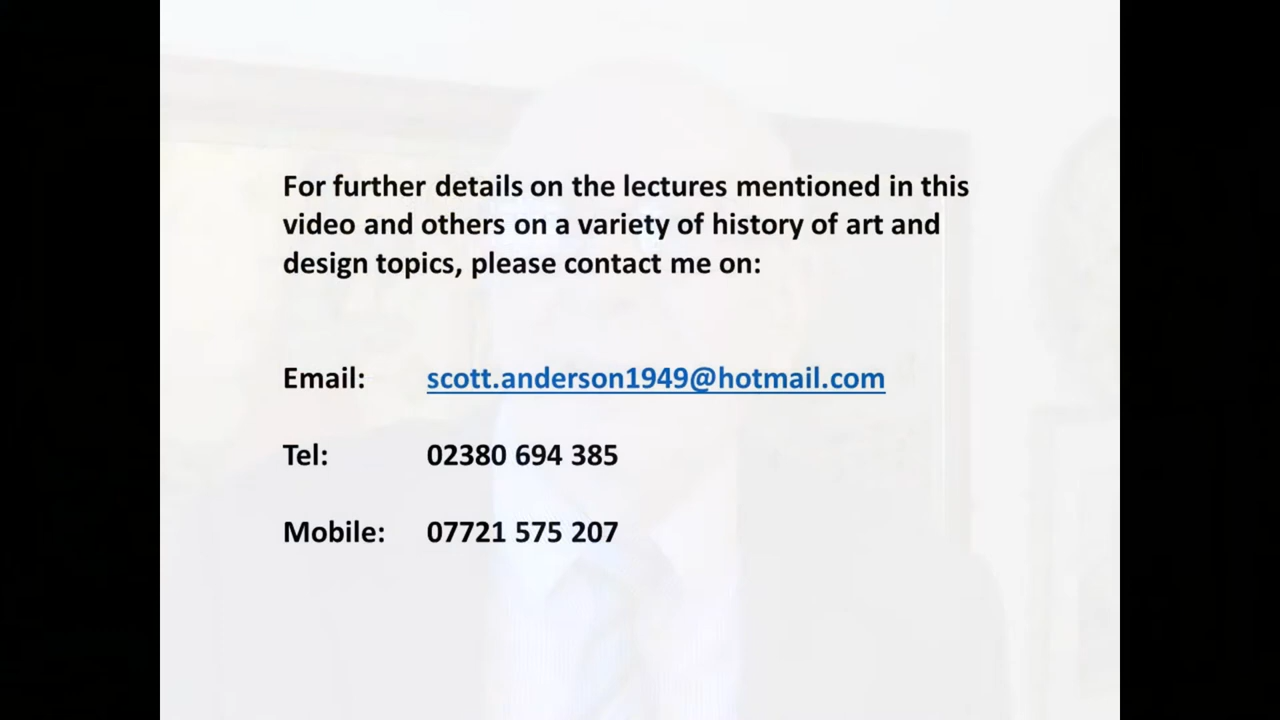 For further details on the lectures mentioned in this
video and others on a variety of history of art and
design topics, please contact me on:
Email: scott.anderson1949@hotmail.com
Tel: 02380 694 385
Mobile: 07721 575 207